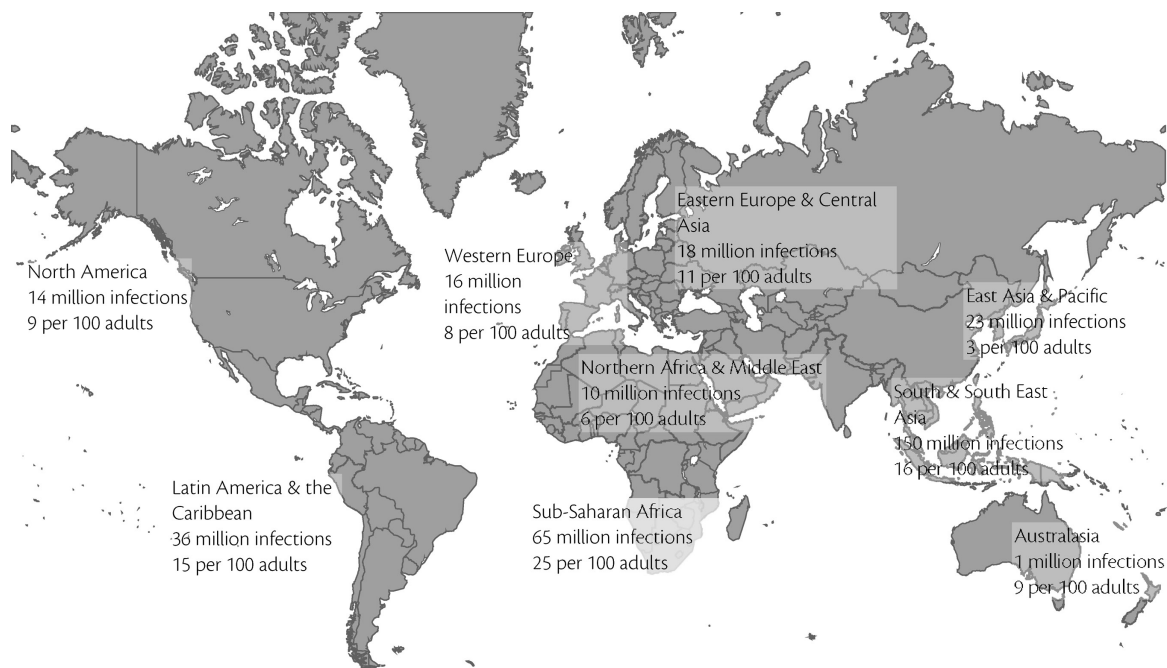 North America
14 million infections
9 per 100 adults
Western Europe
16 million
infections
8 per 100 adults
Eastern Europe & Central
Asia
18 million infections
11 per 100 adults
East Asia & Pacific
23 million infections
3 per 100 adults
Northern Africa & Middle East
10 million infections
6 per 100 adults
South & South East
Asia
150 million infections
16 per 100 adults
Latin America & the
Caribbean
36 million infections
15 per 100 adults
Sub-Saharan Africa
65 million infections
25 per 100 adults
Australasia
1 million infections
9 per 100 adults